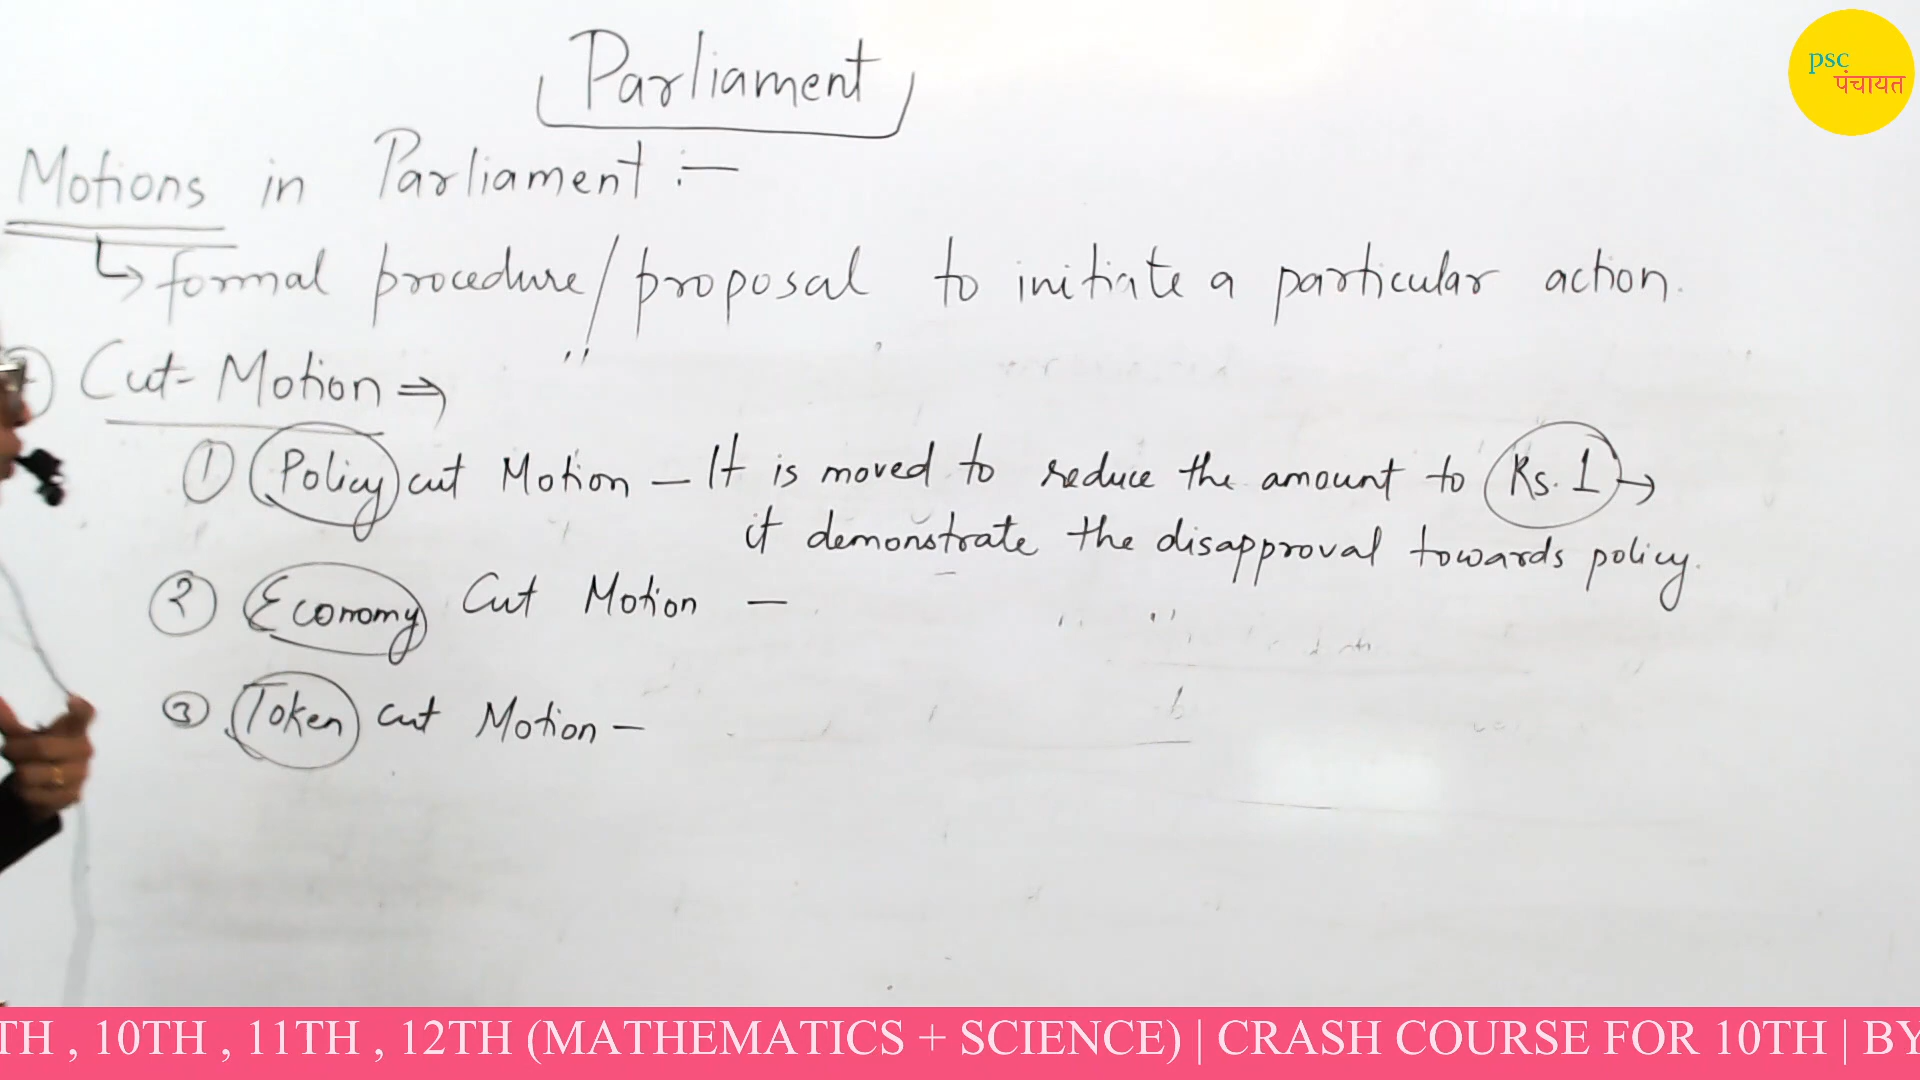 Parliament
psc
पंचायत
Motions in Parliament :-
↳ formal procedure/proposal to initiate a particular action.
Cut-Motion ⇒
① Policy cut Motion – It is moved to reduce the amount to Rs. 1 →
it demonstrate the disapproval towards policy.
② Economy Cut Motion –
③ Token cut Motion –
TH , 10TH , 11TH , 12TH (MATHEMATICS + SCIENCE) | CRASH COURSE FOR 10TH | BY